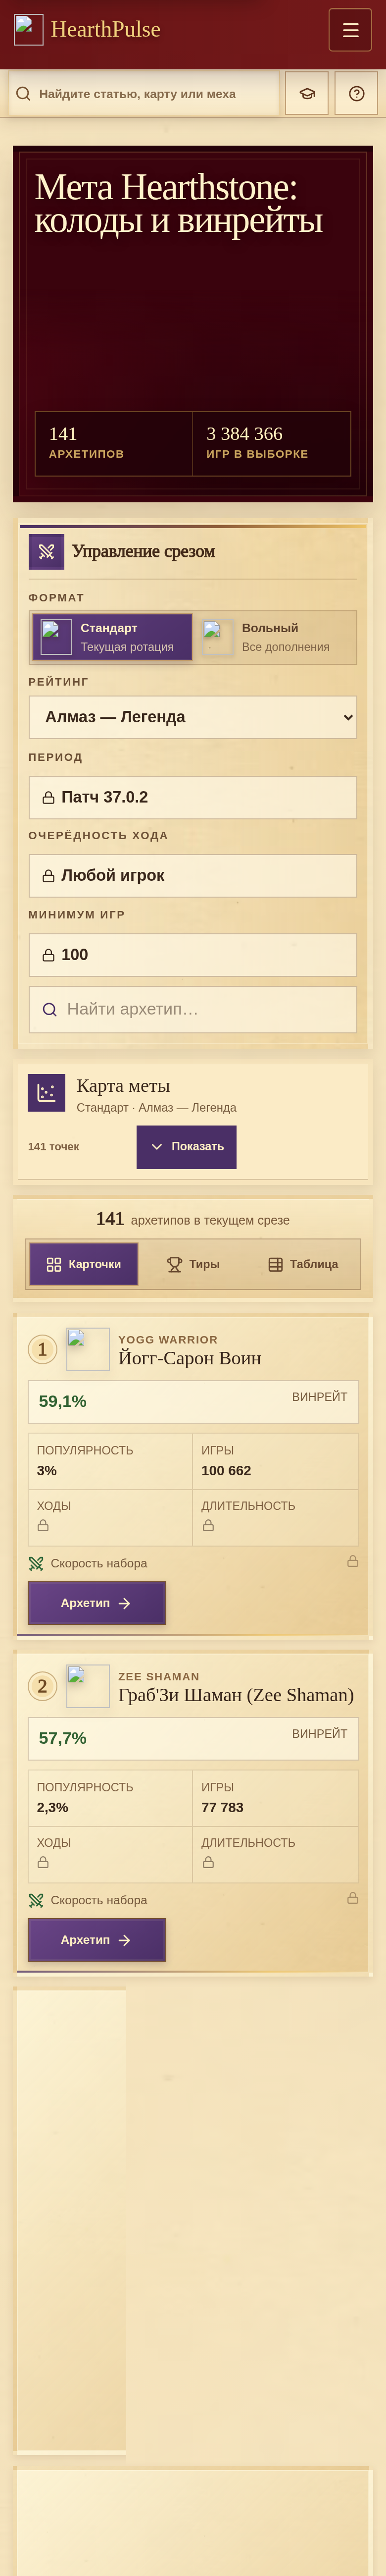 HearthPulse
Найдите статью, карту или меха
Мета Hearthstone:
колоды и винрейты
141
АРХЕТИПОВ
3 384 366
ИГР В ВЫБОРКЕ
Управление срезом
ФОРМАТ
Стандарт
Текущая ротация
Вольный
Все дополнения
РЕЙТИНГ
Алмаз — Легенда
ПЕРИОД
Патч 37.0.2
ОЧЕРЁДНОСТЬ ХОДА
Любой игрок
МИНИМУМ ИГР
100
Найти архетип…
Карта меты
Стандарт · Алмаз — Легенда
141 точек
Показать
141 архетипов в текущем срезе
Карточки
Тиры
Таблица
1
YOGG WARRIOR
Йогг-Сарон Воин
59,1%
ВИНРЕЙТ
ПОПУЛЯРНОСТЬ
3%
ИГРЫ
100 662
ХОДЫ
ДЛИТЕЛЬНОСТЬ
Скорость набора
Архетип
2
ZEE SHAMAN
Граб'Зи Шаман (Zee Shaman)
57,7%
ВИНРЕЙТ
ПОПУЛЯРНОСТЬ
2,3%
ИГРЫ
77 783
ХОДЫ
ДЛИТЕЛЬНОСТЬ
Скорость набора
Архетип